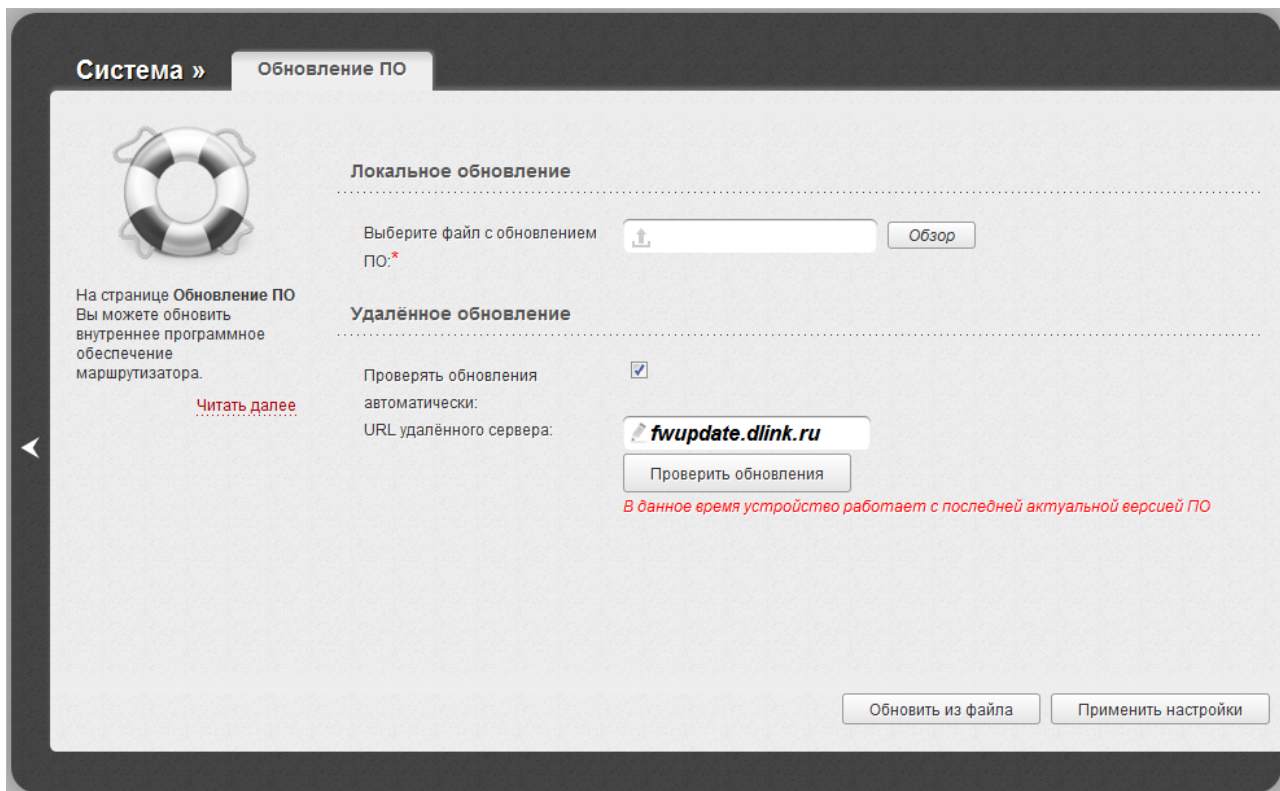 Система »
Обновление ПО
На странице Обновление ПО
Вы можете обновить
внутреннее программное
обеспечение
маршрутизатора.
Читать далее
Локальное обновление
Выберите файл с обновлением
ПО:*
Обзор
Удалённое обновление
Проверять обновления
автоматически:
URL удалённого сервера:
fwupdate.dlink.ru
Проверить обновления
В данное время устройство работает с последней актуальной версией ПО
Обновить из файла
Применить настройки